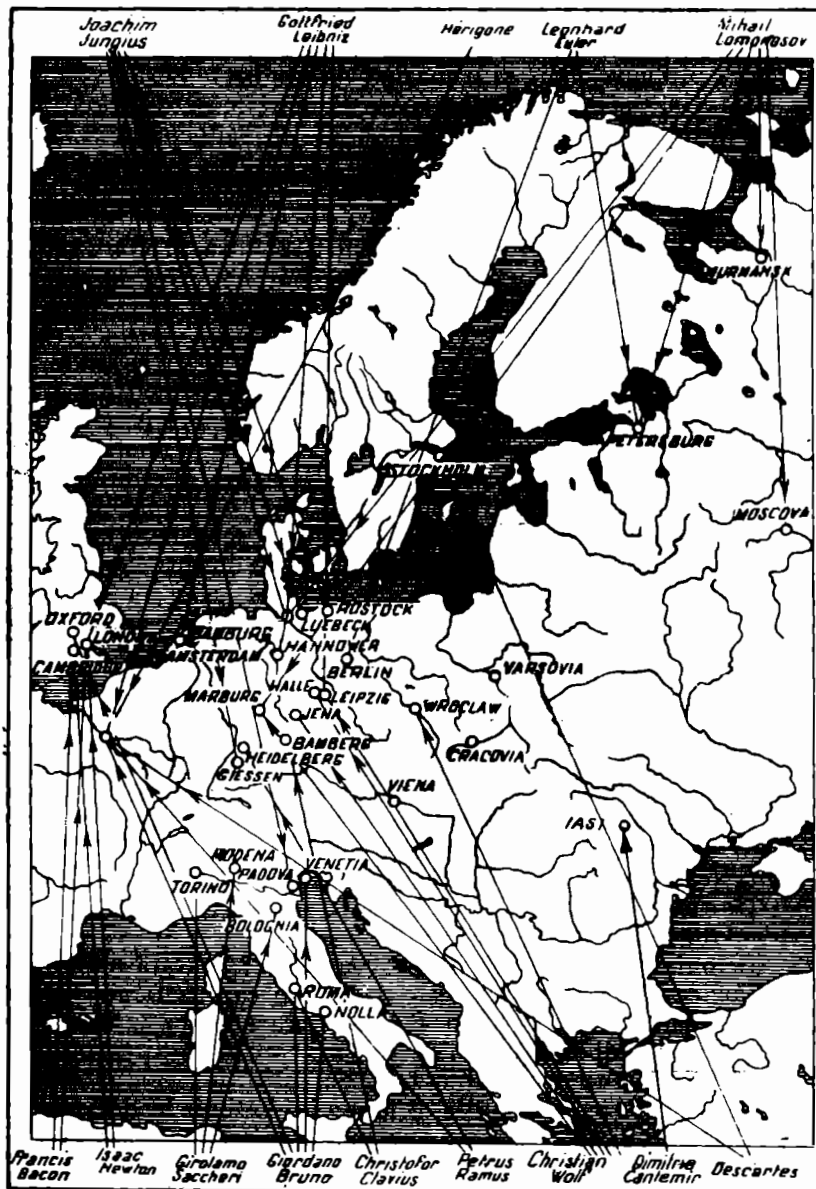 Joachim
Jungius
Gottfried
Leibniz
Hérigone
Leonhard
Euler
Mihail
Lomonosov
MURMANSK
PETERSBURG
STOCKHOLM
MOSCOVA
ROSTOCK
LUEBECK
OXFORD
HAMBURG
HANNOWER
AMSTERDAM
BERLIN
VARSOVIA
HALLE
LEIPZIG
MARBURG
WROCLAW
JENA
BAMBERG
CRACOVIA
HEIDELBERG
GIESSEN
VIENA
IASI
MODENA
VENETIA
PADOVA
TORINO
BOLOGNIA
ROMA
NOLLA
Francis
Bacon
Isaac
Newton
Girolamo
Saccheri
Giordano
Bruno
Christofor
Clavius
Petrus
Ramus
Christian
Wolf
Dimitrie
Cantemir
Descartes